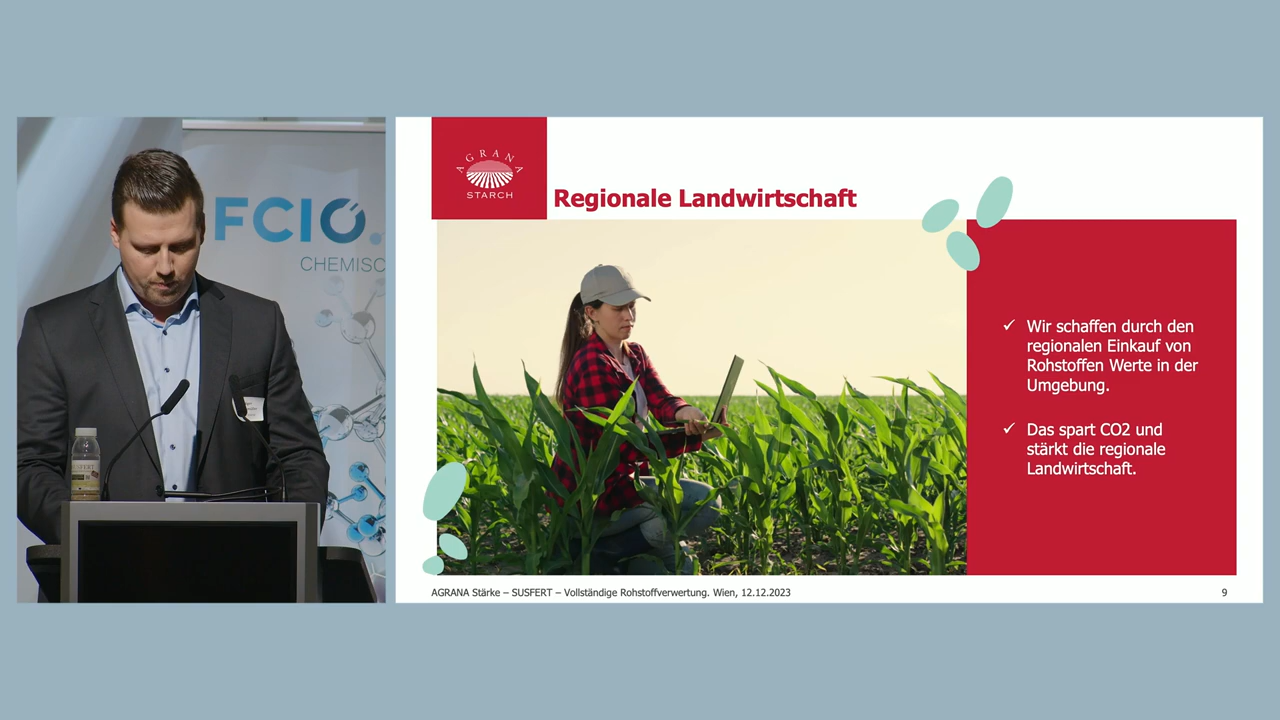 FCIO.
CHEMISC
AGRANA
STARCH
Regionale Landwirtschaft
✓ Wir schaffen durch den
regionalen Einkauf von
Rohstoffen Werte in der
Umgebung.
✓ Das spart CO2 und
stärkt die regionale
Landwirtschaft.
AGRANA Stärke – SUSFERT – Vollständige Rohstoffverwertung. Wien, 12.12.2023
9